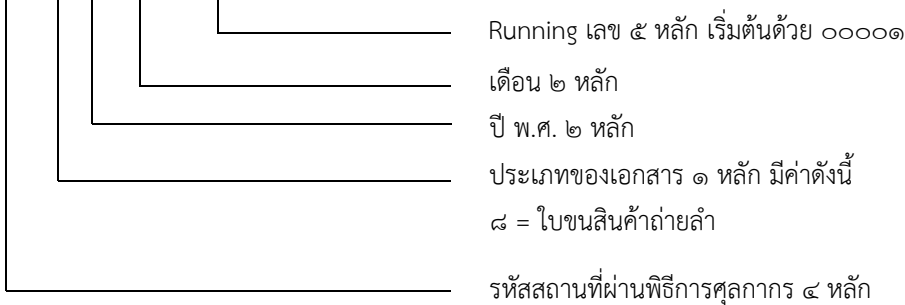 Running เลข ๕ หลัก เริ่มต้นด้วย ๐๐๐๐๑
เดือน ๒ หลัก
ปี พ.ศ. ๒ หลัก
ประเภทของเอกสาร ๑ หลัก มีค่าดังนี้
๘ = ใบขนสินค้าถ่ายลำ
รหัสสถานที่ผ่านพิธีการศุลกากร ๔ หลัก